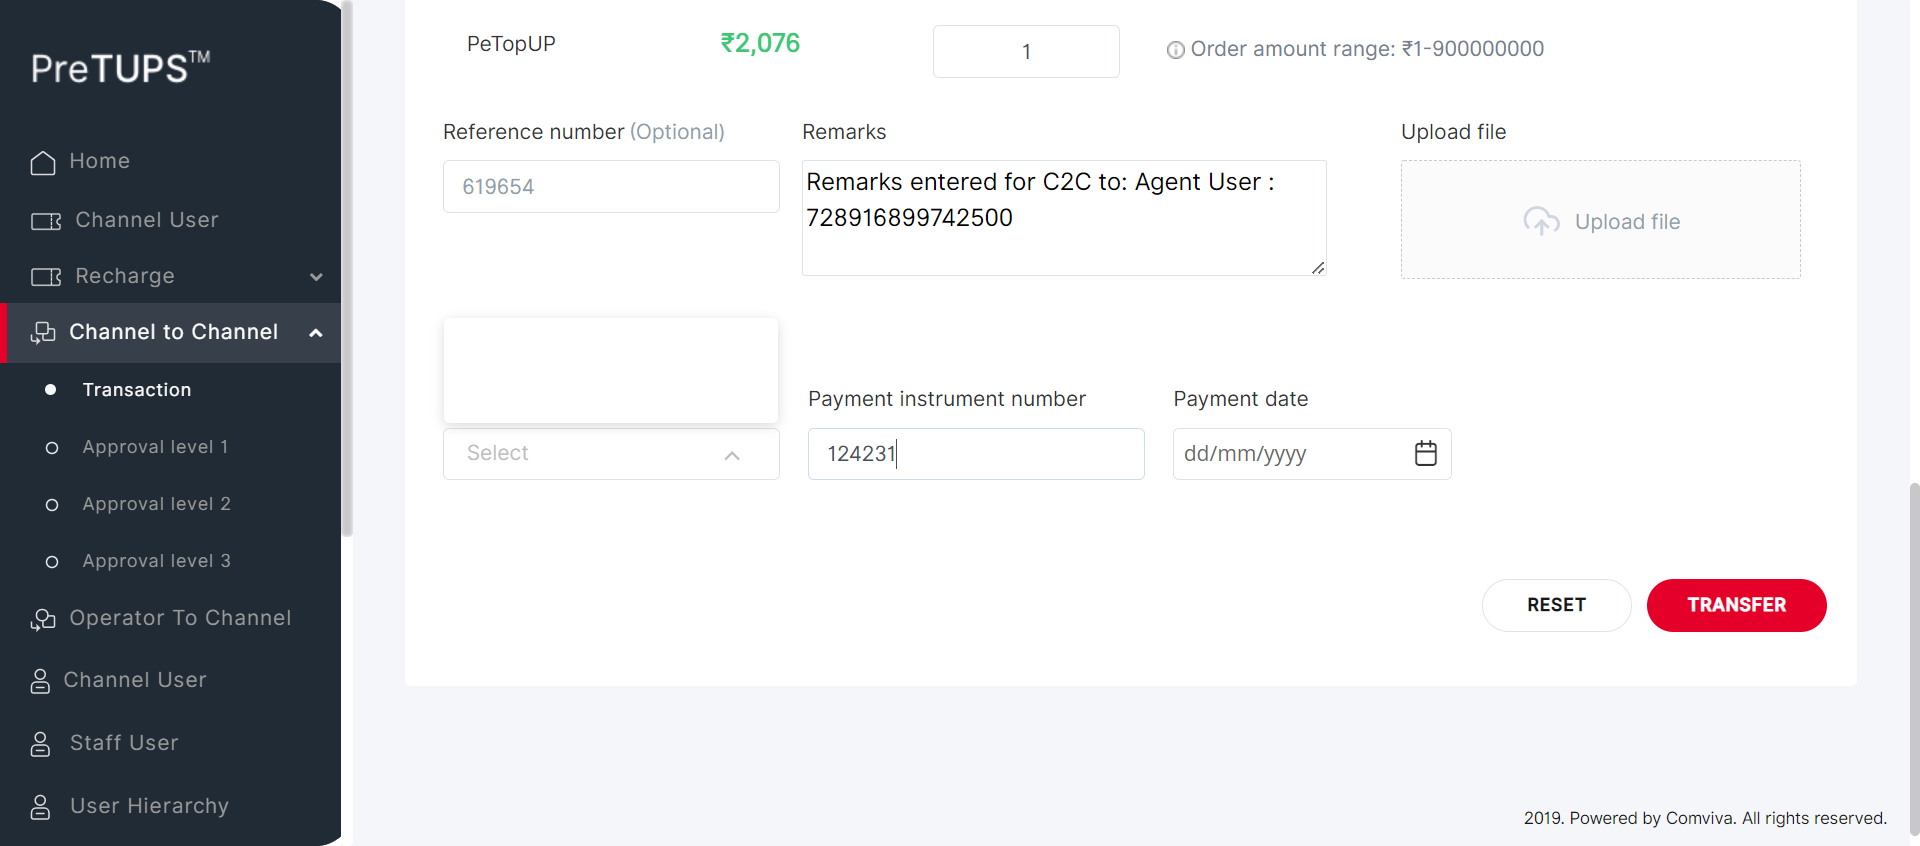 PreTUPS™
Home
Channel User
Recharge
Channel to Channel
Transaction
Approval level 1
Approval level 2
Approval level 3
Operator To Channel
Channel User
Staff User
User Hierarchy
PeTopUP
₹2,076
1
Order amount range: ₹1-900000000
Reference number (Optional)
619654
Remarks
Remarks entered for C2C to: Agent User :
728916899742500
Upload file
Upload file
Select
Payment instrument number
124231
Payment date
dd/mm/yyyy
RESET
TRANSFER
2019. Powered by Comviva. All rights reserved.